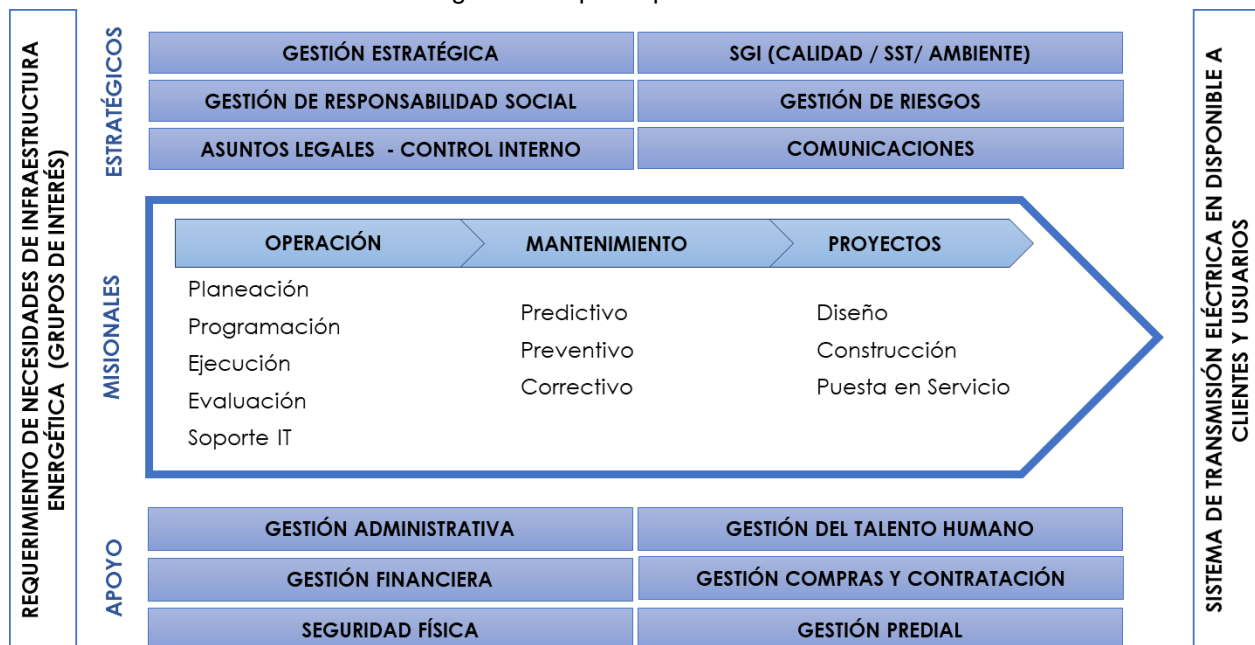 REQUERIMIENTO DE NECESIDADES DE INFRAESTRUCTURA
ENERGÉTICA (GRUPOS DE INTERÉS)
ESTRATÉGICOS
GESTIÓN ESTRATÉGICA
SGI (CALIDAD / SST/ AMBIENTE)
GESTIÓN DE RESPONSABILIDAD SOCIAL
GESTIÓN DE RIESGOS
ASUNTOS LEGALES - CONTROL INTERNO
COMUNICACIONES
MISIONALES
OPERACIÓN
MANTENIMIENTO
PROYECTOS
Planeación
Programación
Ejecución
Evaluación
Soporte IT
Predictivo
Preventivo
Correctivo
Diseño
Construcción
Puesta en Servicio
APOYO
GESTIÓN ADMINISTRATIVA
GESTIÓN DEL TALENTO HUMANO
GESTIÓN FINANCIERA
GESTIÓN COMPRAS Y CONTRATACIÓN
SEGURIDAD FÍSICA
GESTIÓN PREDIAL
SISTEMA DE TRANSMISIÓN ELÉCTRICA EN DISPONIBLE A
CLIENTES Y USUARIOS